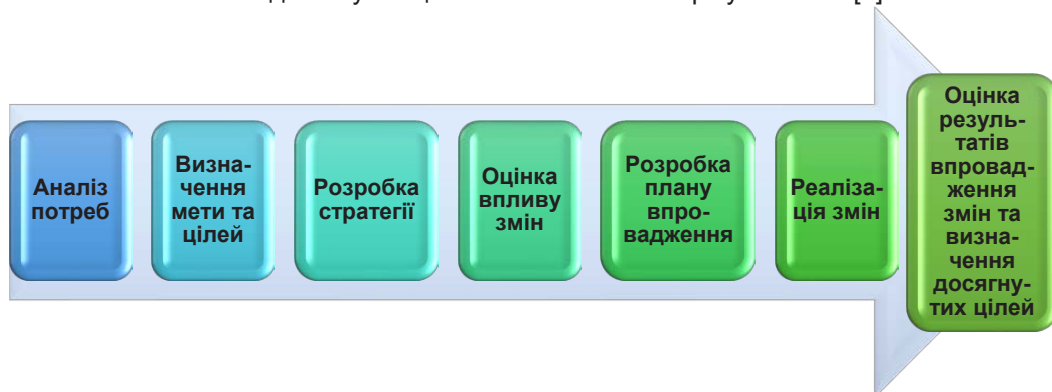 Аналіз
потреб
Визна-
чення
мети та
цілей
Розробка
стратегії
Оцінка
впливу
змін
Розробка
плану
впро-
вадження
Реаліза-
ція змін
Оцінка
резуль-
татів
впровад-
ження
змін та
визна-
чення
досягну-
тих цілей